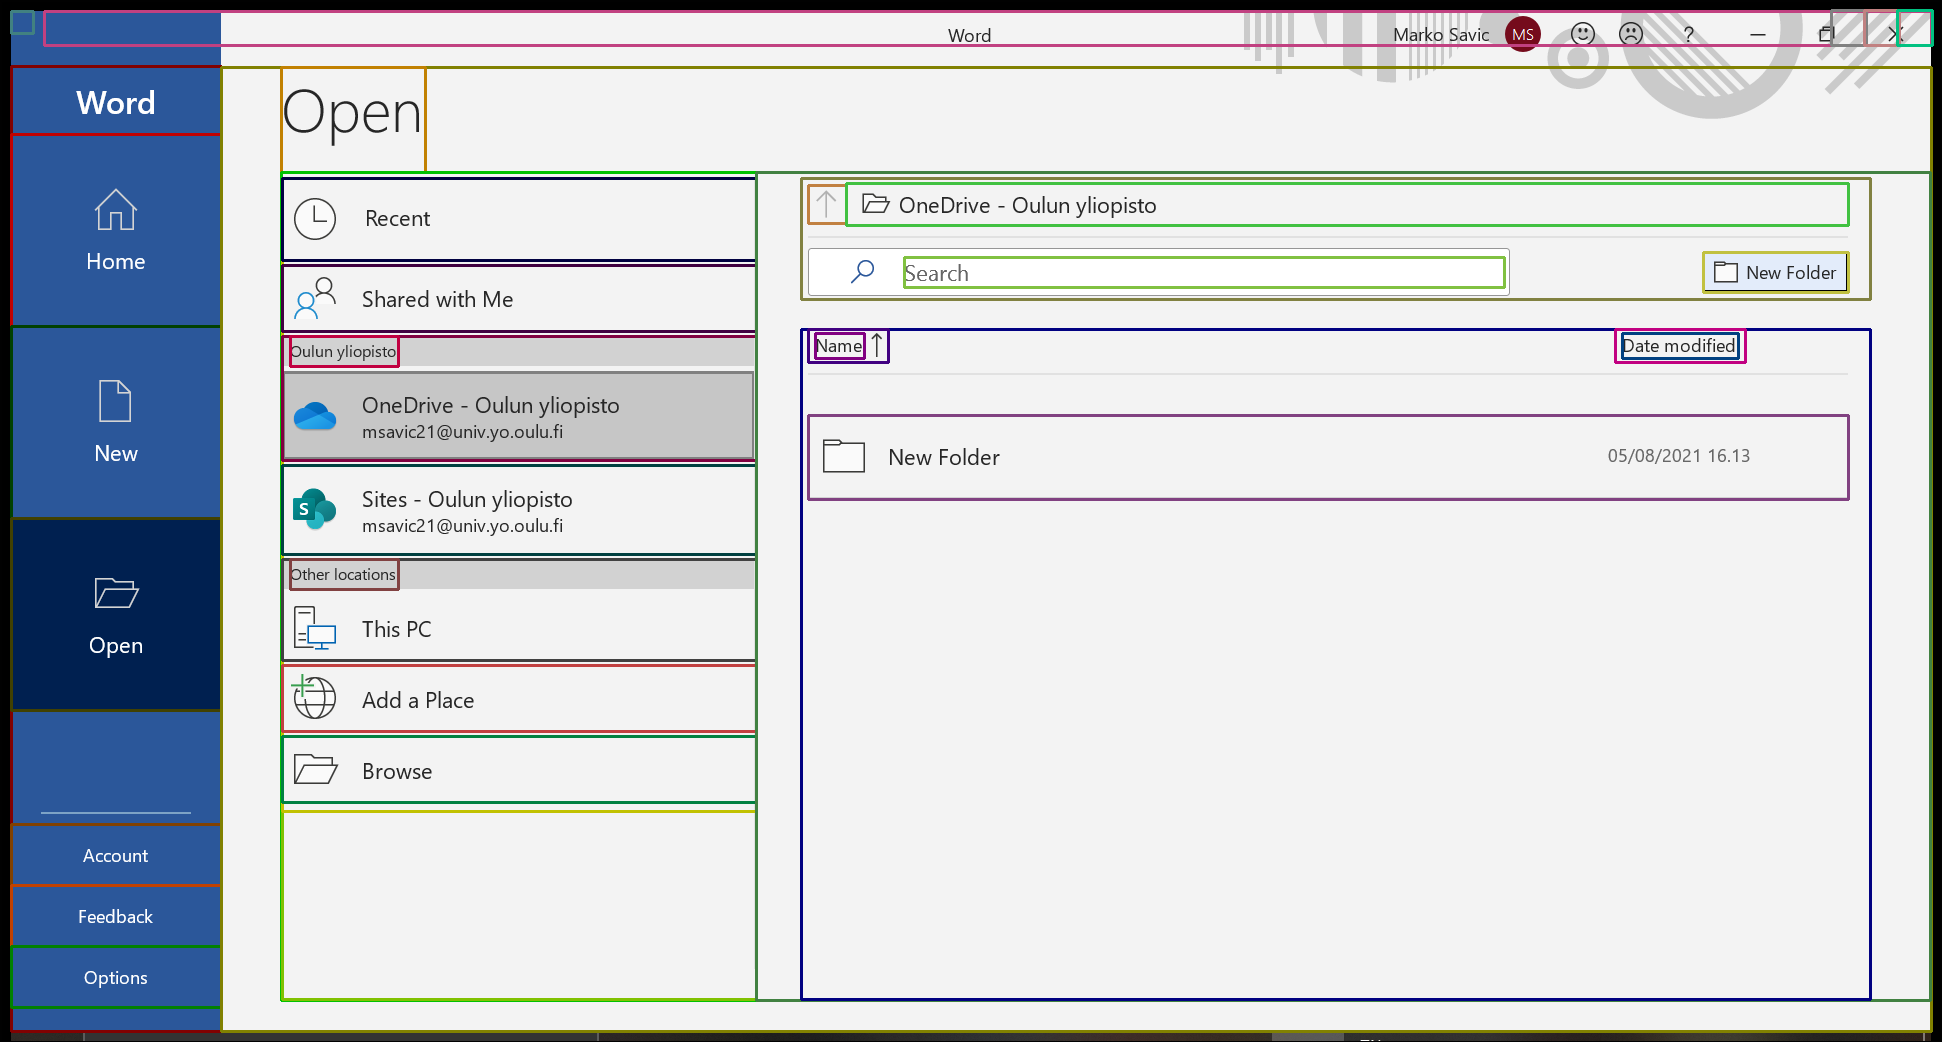 Word
Marko Savic
MS
?
Word
Home
New
Open
Account
Feedback
Options
Open
Recent
Shared with Me
Oulun yliopisto
OneDrive - Oulun yliopisto
msavic21@univ.yo.oulu.fi
S
Sites - Oulun yliopisto
msavic21@univ.yo.oulu.fi
Other locations
This PC
Add a Place
Browse
OneDrive - Oulun yliopisto
Search
New Folder
Name
Date modified
New Folder
05/08/2021 16.13